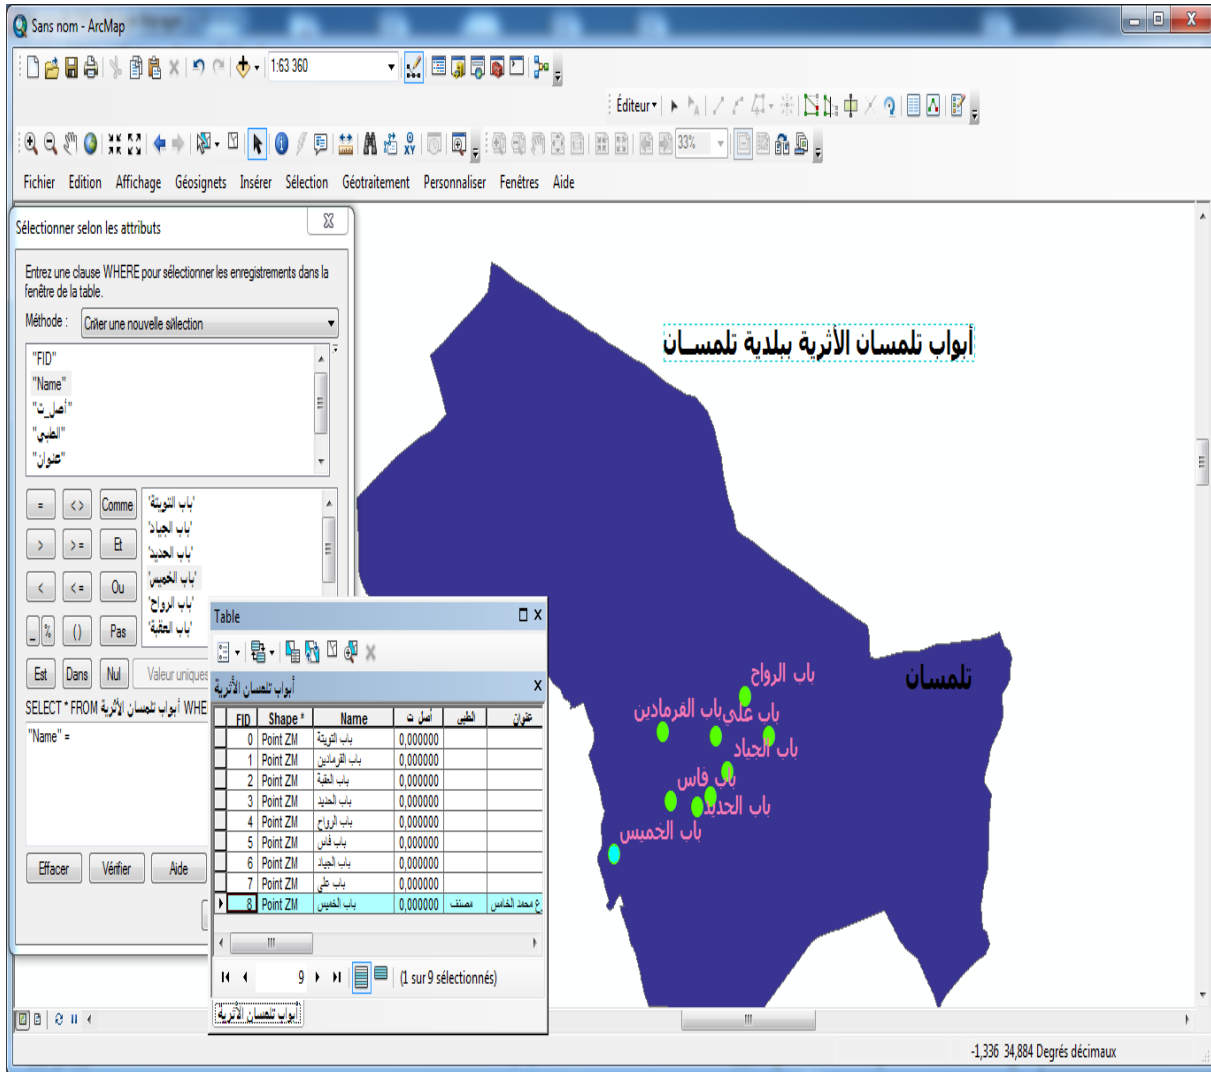 Sans nom - ArcMap
1:63 360
Éditeur
33%
Fichier Edition Affichage Géosignets Insérer Sélection Géotraitement Personnaliser Fenêtres Aide
Sélectionner selon les attributs
Entrez une clause WHERE pour sélectionner les enregistrements dans la
fenêtre de la table.
Méthode : Créer une nouvelle sélection
"FID"
"Name"
"أصل_ت"
"الطبي"
"عنوان"
= <> Comme
> >= Et
< <= Ou
_ % () Pas
Est Dans Nul Valeur uniques
'باب التويتة'
'باب الجياد'
'باب الحديد'
'باب الخميس'
'باب الرواح'
'باب العقبة'
SELECT * FROM أبواب تلمسان الأثرية WHE
"Name" =
Effacer Vérifier Aide
Table
أبواب تلمسان الأثرية
FID Shape * Name أصل ت الطبي عنوان
0 Point ZM باب التويتة 0,000000
1 Point ZM باب القرمادين 0,000000
2 Point ZM باب العقبة 0,000000
3 Point ZM باب الحديد 0,000000
4 Point ZM باب الرواح 0,000000
5 Point ZM باب فاس 0,000000
6 Point ZM باب الجياد 0,000000
7 Point ZM باب علي 0,000000
8 Point ZM باب الخميس 0,000000 مصنف ع محمد الخامس
9 (1 sur 9 sélectionnés)
أبواب تلمسان الأثرية
أبواب تلمسان الأثرية ببلدية تلمســان
تلمسان
باب الرواح
باب القرمادين
باب علي
باب الجياد
باب فاس
باب الحديد
باب الخميس
-1,336 34,884 Degrés décimaux